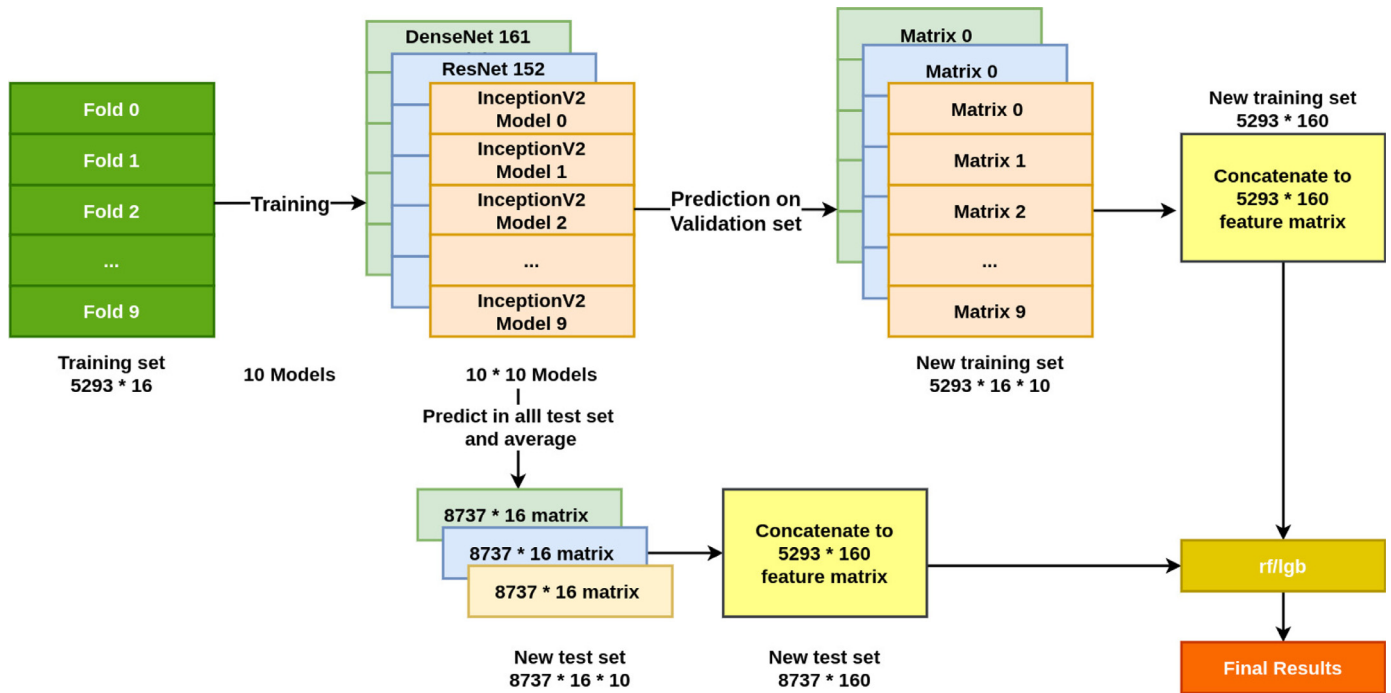 DenseNet 161
ResNet 152
InceptionV2
Model 0
InceptionV2
Model 1
InceptionV2
Model 2
...
InceptionV2
Model 9
Fold 0
Fold 1
Fold 2
...
Fold 9
Training set
5293 * 16
Training
10 Models
10 * 10 Models
Prediction on
Validation set
Matrix 0
Matrix 0
Matrix 0
Matrix 1
Matrix 2
...
Matrix 9
New training set
5293 * 16 * 10
New training set
5293 * 160
Concatenate to
5293 * 160
feature matrix
Predict in alll test set
and average
8737 * 16 matrix
8737 * 16 matrix
8737 * 16 matrix
New test set
8737 * 16 * 10
Concatenate to
5293 * 160
feature matrix
New test set
8737 * 160
rf/lgb
Final Results